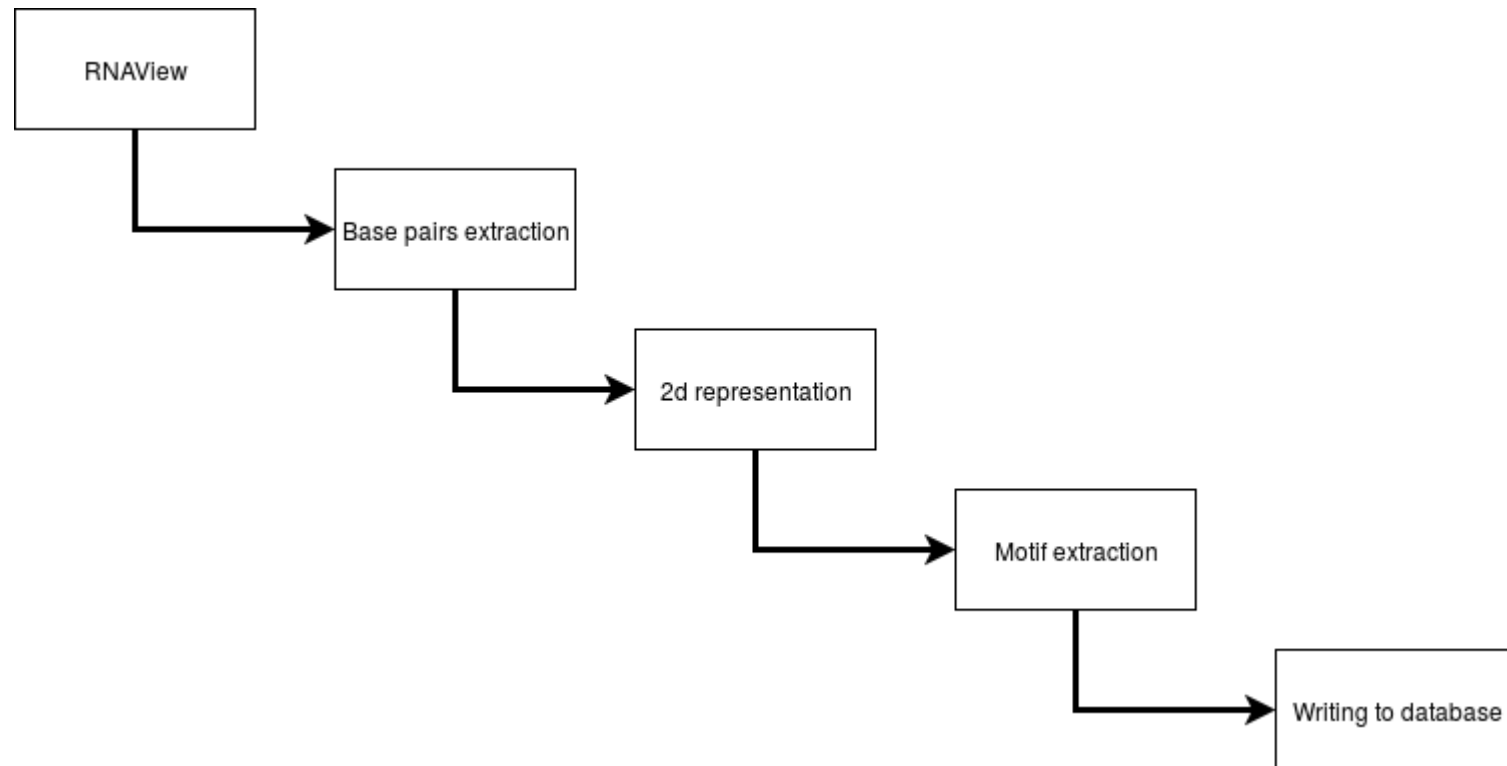 RNAView
Base pairs extraction
2d representation
Motif extraction
Writing to database